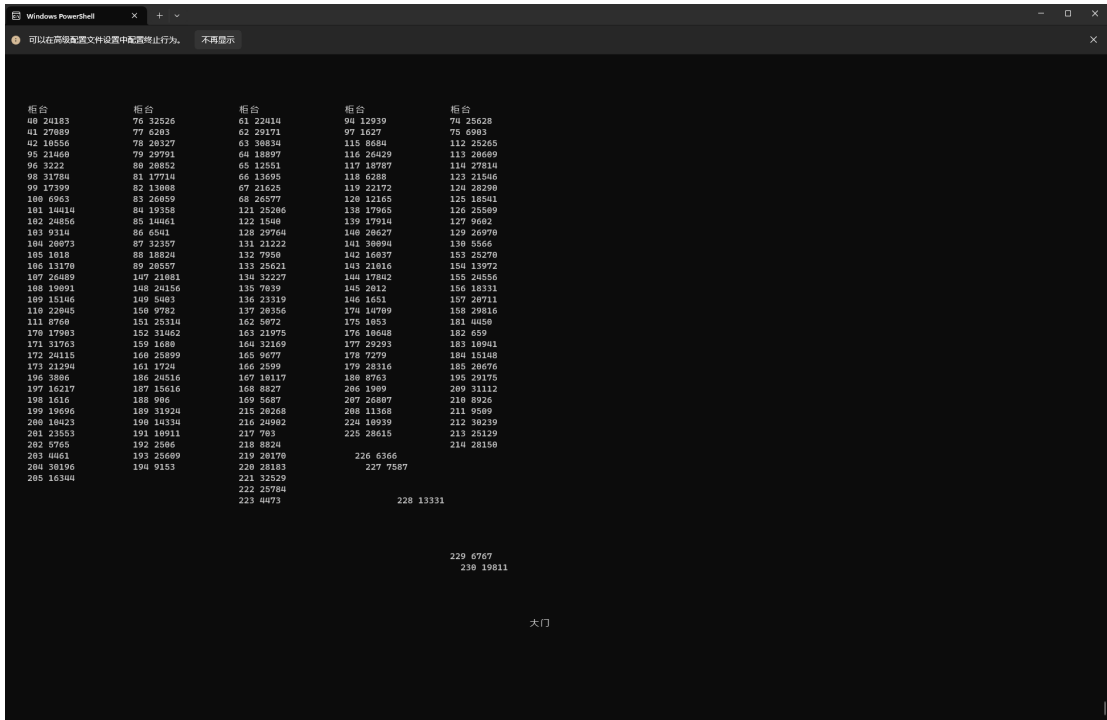 Windows PowerShell
可以在高级配置文件设置中配置终止行为。 不再显示
柜台 柜台 柜台 柜台 柜台
40 24183 76 32526 61 22414 94 12939 74 25628
41 27089 77 6203 62 29171 97 1627 75 6903
42 10556 78 20327 63 30834 115 8684 112 25265
95 21460 79 29791 64 18897 116 26429 113 20609
96 3222 80 20852 65 12551 117 18787 114 27814
98 31784 81 17714 66 13695 118 6288 123 21546
99 17399 82 13008 67 21625 119 22172 124 28290
100 6963 83 26059 68 26577 120 12165 125 18541
101 14414 84 19358 121 25206 138 17965 126 25509
102 24856 85 14461 122 1540 139 17914 127 9602
103 9314 86 6541 128 29764 140 20627 129 26970
104 20073 87 32357 131 21222 141 30094 130 5566
105 1018 88 18824 132 7950 142 16037 153 25270
106 13170 89 20557 133 25621 143 21016 154 13972
107 26489 147 21081 134 32227 144 17842 155 24556
108 19091 148 24156 135 7039 145 2012 156 18331
109 15146 149 5403 136 23319 146 1651 157 20711
110 22045 150 9782 137 20356 174 14709 158 29816
111 8760 151 25314 162 5072 175 1053 181 4450
170 17903 152 31462 163 21975 176 10648 182 659
171 31763 159 1680 164 32169 177 29293 183 10941
172 24115 160 25899 165 9677 178 7279 184 15148
173 21294 161 1724 166 2599 179 28316 185 20676
196 3806 186 24516 167 10117 180 8763 195 29175
197 16217 187 15616 168 8827 206 1909 209 31112
198 1616 188 906 169 5687 207 26807 210 8926
199 19696 189 31924 215 20268 208 11368 211 9509
200 10423 190 14334 216 24902 224 10939 212 30239
201 23553 191 10911 217 703 225 28615 213 25129
202 5765 192 2506 218 8824 214 28150
203 4461 193 25609 219 20170 226 6366
204 30196 194 9153 220 28183 227 7587
205 16344 221 32529
222 25784
223 4473 228 13331
229 6767
230 19811
大门